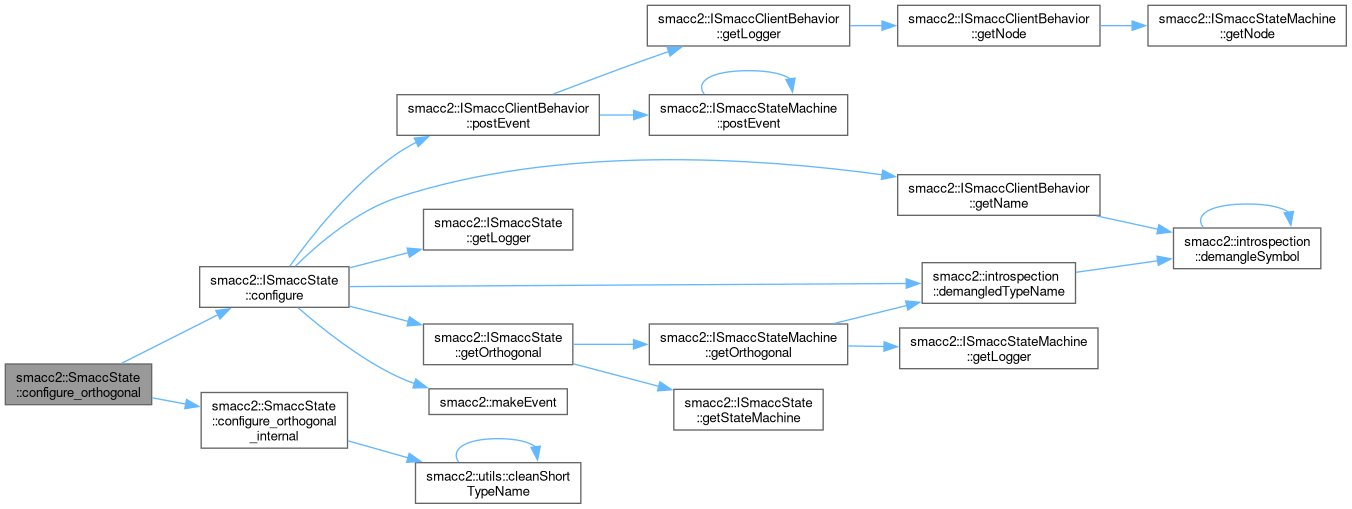 smacc2::SmaccState
::configure_orthogonal
smacc2::ISmaccState
::configure
smacc2::ISmaccClientBehavior
::postEvent
smacc2::ISmaccClientBehavior
::getLogger
smacc2::ISmaccClientBehavior
::getNode
smacc2::ISmaccStateMachine
::getNode
smacc2::ISmaccStateMachine
::postEvent
smacc2::ISmaccClientBehavior
::getName
smacc2::introspection
::demangleSymbol
smacc2::ISmaccState
::getLogger
smacc2::introspection
::demangledTypeName
smacc2::ISmaccState
::getOrthogonal
smacc2::ISmaccStateMachine
::getOrthogonal
smacc2::ISmaccStateMachine
::getLogger
smacc2::ISmaccState
::getStateMachine
smacc2::makeEvent
smacc2::SmaccState
::configure_orthogonal
_internal
smacc2::utils::cleanShort
TypeName